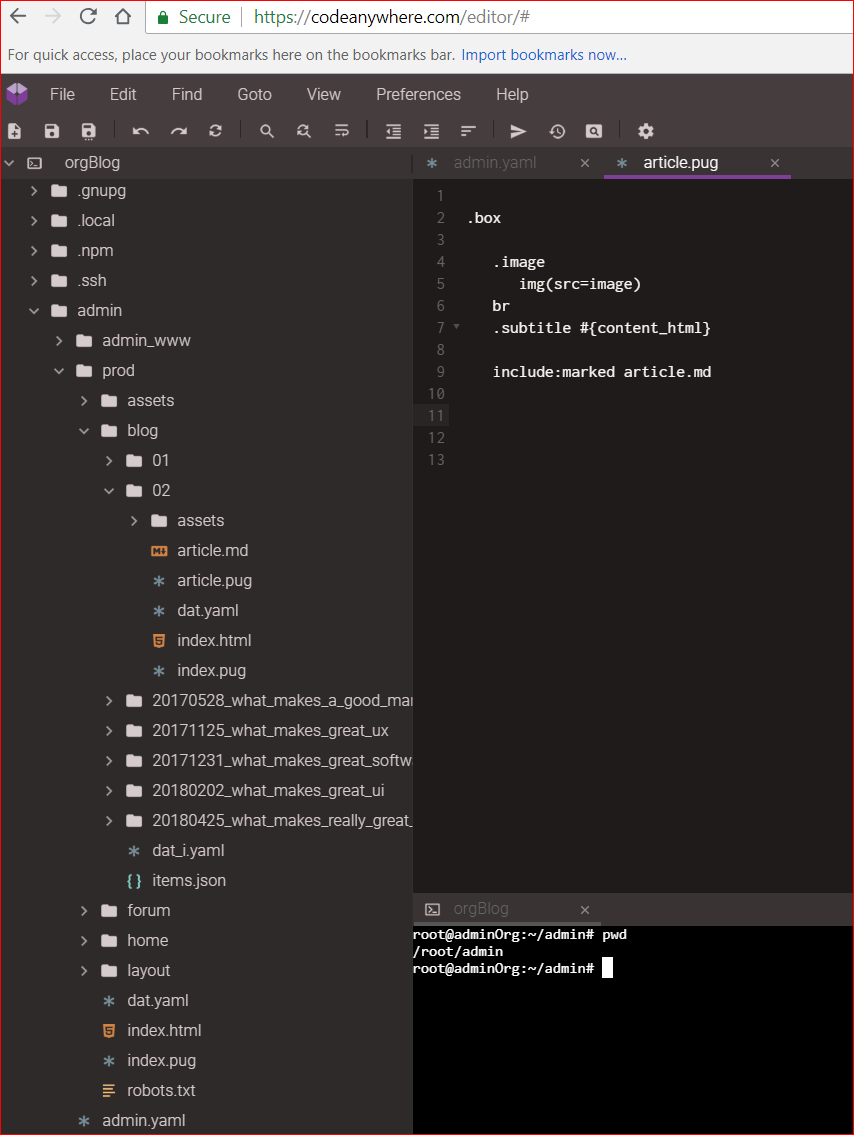 Secure https://codeanywhere.com/editor/#
For quick access, place your bookmarks here on the bookmarks bar. Import bookmarks now...
File Edit Find Goto View Preferences Help
orgBlog
.gnupg
.local
.npm
.ssh
admin
admin_www
prod
assets
blog
01
02
assets
article.md
article.pug
dat.yaml
index.html
index.pug
20170528_what_makes_a_good_mar
20171125_what_makes_great_ux
20171231_what_makes_great_softw
20180202_what_makes_great_ui
20180425_what_makes_really_great_
dat_i.yaml
{ } items.json
forum
home
layout
dat.yaml
index.html
index.pug
robots.txt
admin.yaml
admin.yaml × article.pug ×
1
2 .box
3
4 .image
5 img(src=image)
6 br
7 .subtitle #{content_html}
8
9 include:marked article.md
10
11
12
13
orgBlog ×
root@adminOrg:~/admin# pwd
/root/admin
root@adminOrg:~/admin#